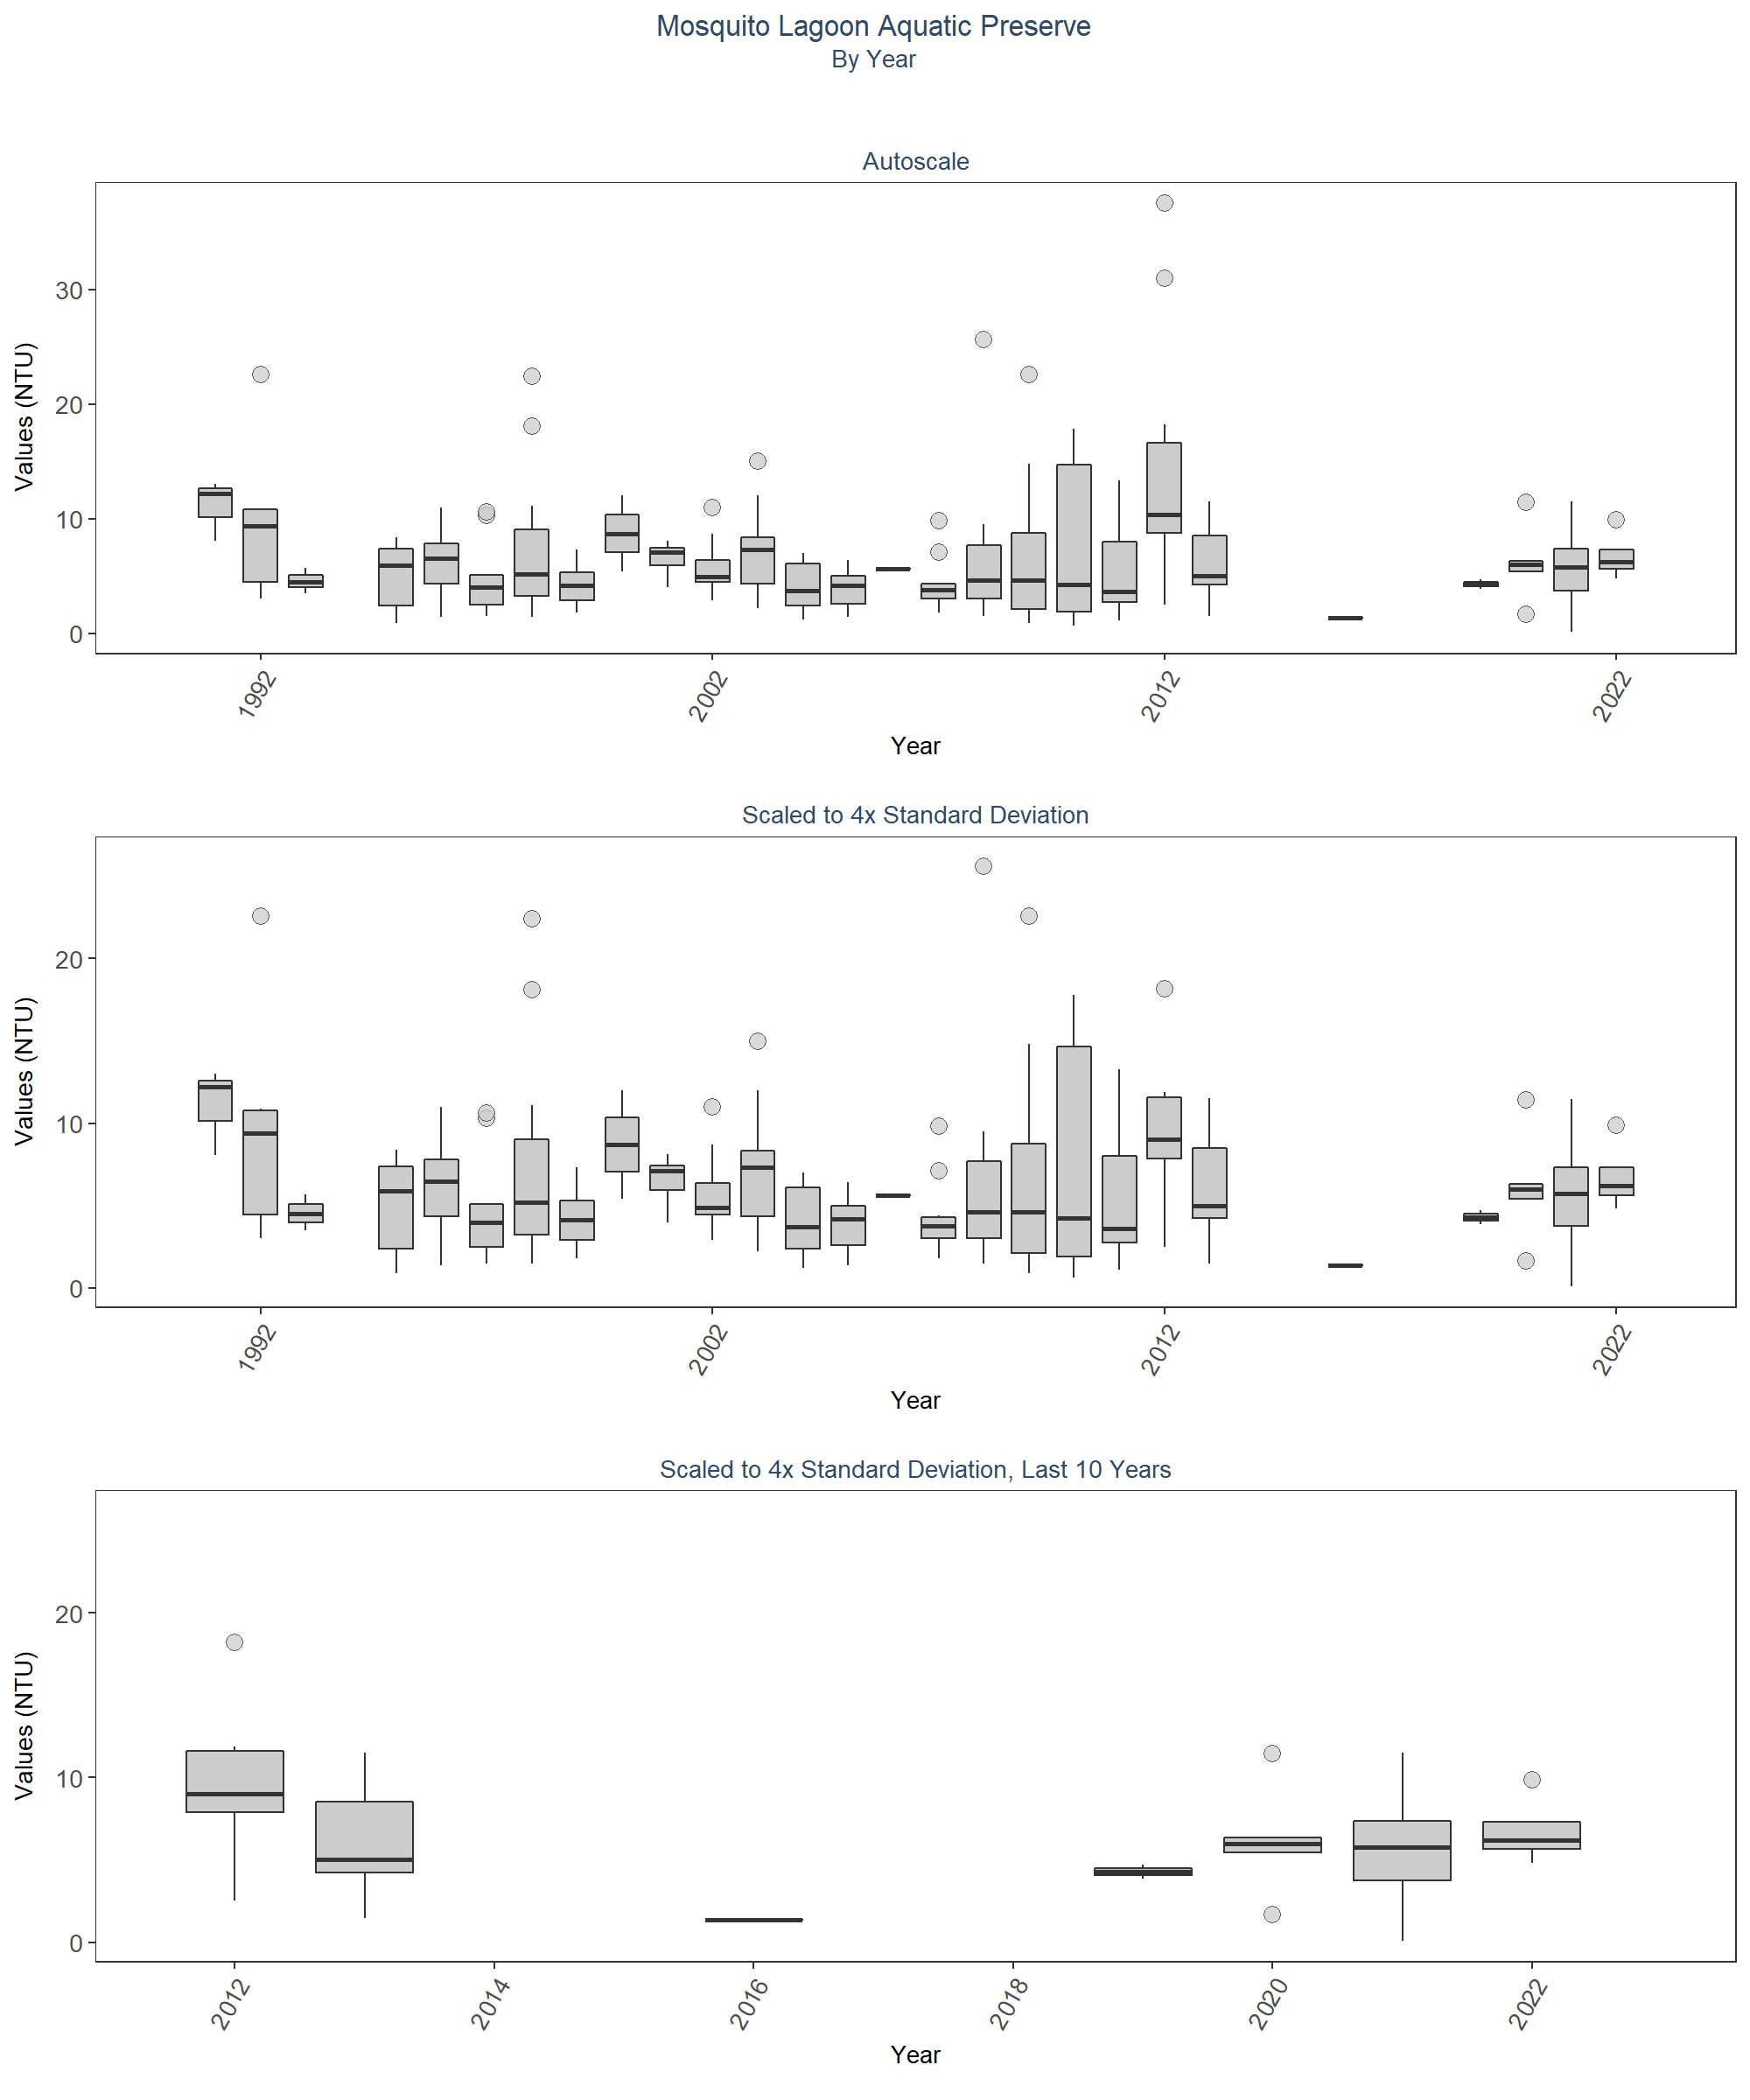 Mosquito Lagoon Aquatic Preserve
By Year
Autoscale
Values (NTU)
30
20
10
0
1992
2002
2012
2022
Year
Scaled to 4x Standard Deviation
Values (NTU)
20
10
0
1992
2002
2012
2022
Year
Scaled to 4x Standard Deviation, Last 10 Years
Values (NTU)
20
10
0
2012
2014
2016
2018
2020
2022
Year